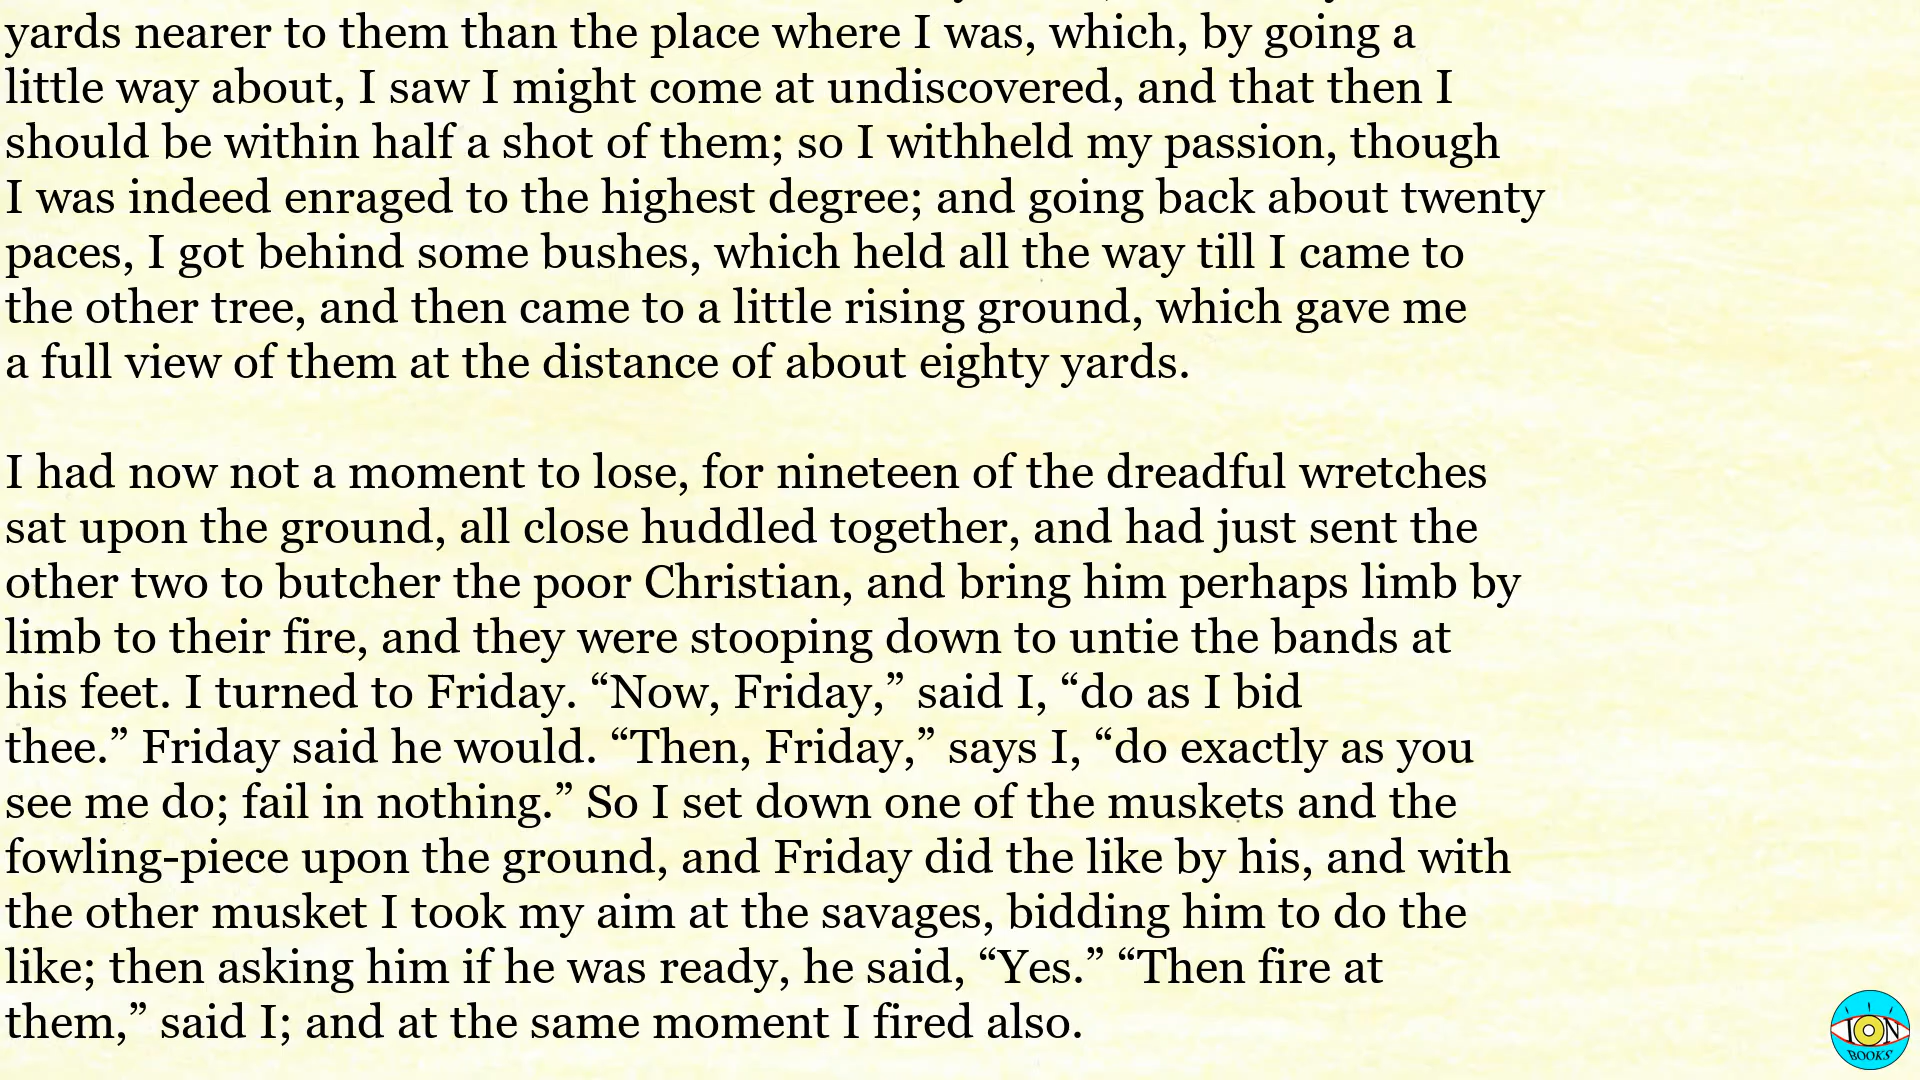 yards nearer to them than the place where I was, which, by going a
little way about, I saw I might come at undiscovered, and that then I
should be within half a shot of them; so I withheld my passion, though
I was indeed enraged to the highest degree; and going back about twenty
paces, I got behind some bushes, which held all the way till I came to
the other tree, and then came to a little rising ground, which gave me
a full view of them at the distance of about eighty yards.
I had now not a moment to lose, for nineteen of the dreadful wretches
sat upon the ground, all close huddled together, and had just sent the
other two to butcher the poor Christian, and bring him perhaps limb by
limb to their fire, and they were stooping down to untie the bands at
his feet. I turned to Friday. “Now, Friday,” said I, “do as I bid
thee.” Friday said he would. “Then, Friday,” says I, “do exactly as you
see me do; fail in nothing.” So I set down one of the muskets and the
fowling-piece upon the ground, and Friday did the like by his, and with
the other musket I took my aim at the savages, bidding him to do the
like; then asking him if he was ready, he said, “Yes.” “Then fire at
them,” said I; and at the same moment I fired also.
ION
BOOKS